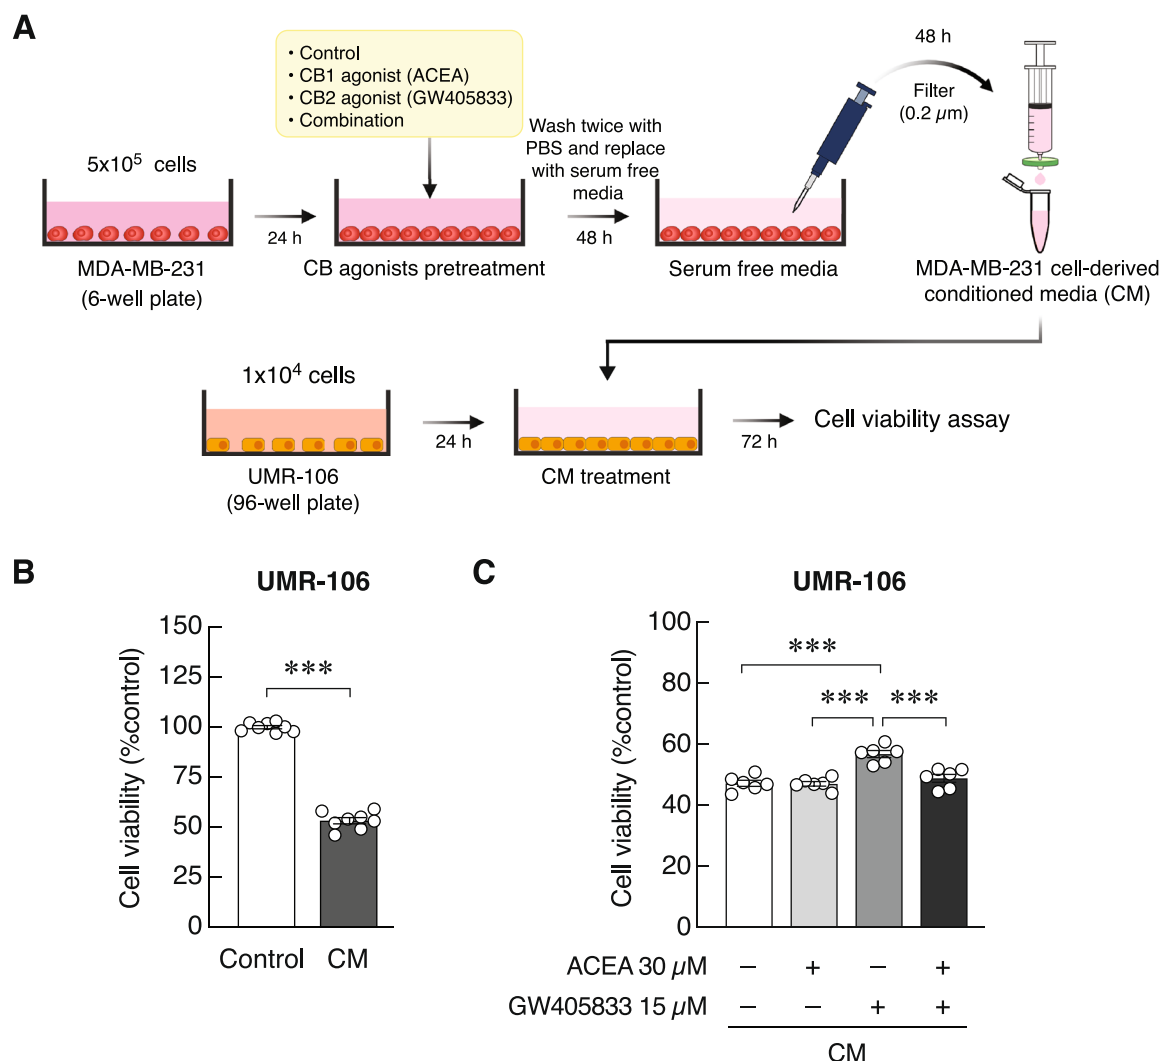 A
• Control
• CB1 agonist (ACEA)
• CB2 agonist (GW405833)
• Combination
48 h
Filter
(0.2 µm)
Wash twice with
PBS and replace
with serum free
media
5x10⁵ cells
24 h
48 h
MDA-MB-231
(6-well plate)
CB agonists pretreatment
Serum free media
MDA-MB-231 cell-derived
conditioned media (CM)
1x10⁴ cells
24 h
72 h
Cell viability assay
UMR-106
(96-well plate)
CM treatment
B
UMR-106
Cell viability (%control)
150
125
100
75
50
25
0
***
Control CM
C
UMR-106
Cell viability (%control)
100
80
60
40
20
0
***
*** ***
ACEA 30 µM − + − +
GW405833 15 µM − − + +
CM